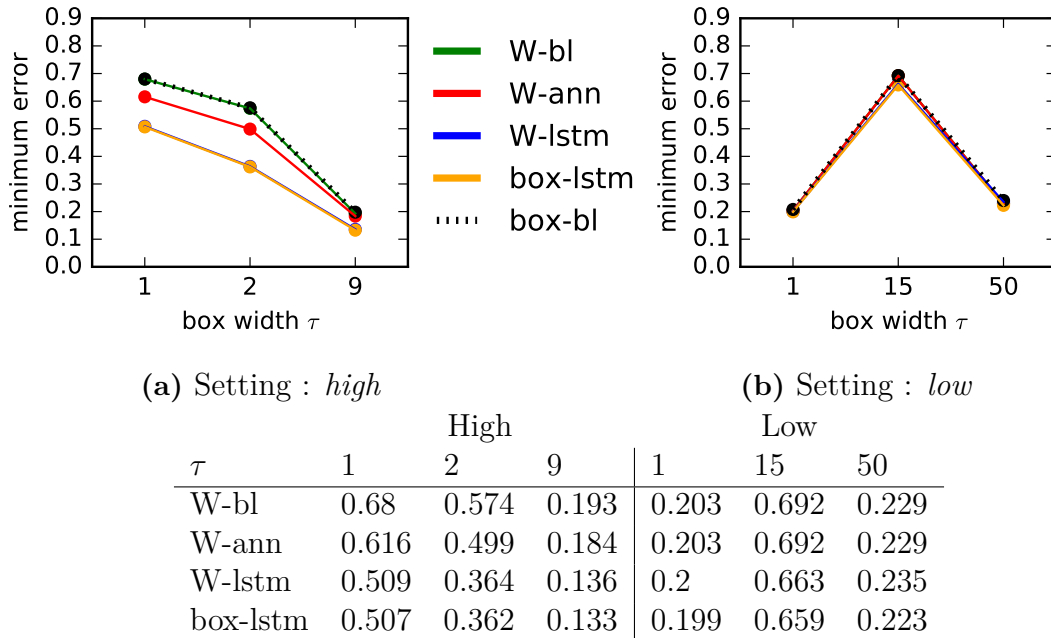 0.9
0.8
0.7
0.6
0.5
0.4
0.3
0.2
0.1
0.0
minimum error
1 2 9
box width τ
W-bl
W-ann
W-lstm
box-lstm
box-bl
0.9
0.8
0.7
0.6
0.5
0.4
0.3
0.2
0.1
0.0
minimum error
1 15 50
box width τ
(a) Setting : high
(b) Setting : low
High Low
τ 1 2 9 1 15 50
W-bl 0.68 0.574 0.193 0.203 0.692 0.229
W-ann 0.616 0.499 0.184 0.203 0.692 0.229
W-lstm 0.509 0.364 0.136 0.2 0.663 0.235
box-lstm 0.507 0.362 0.133 0.199 0.659 0.223